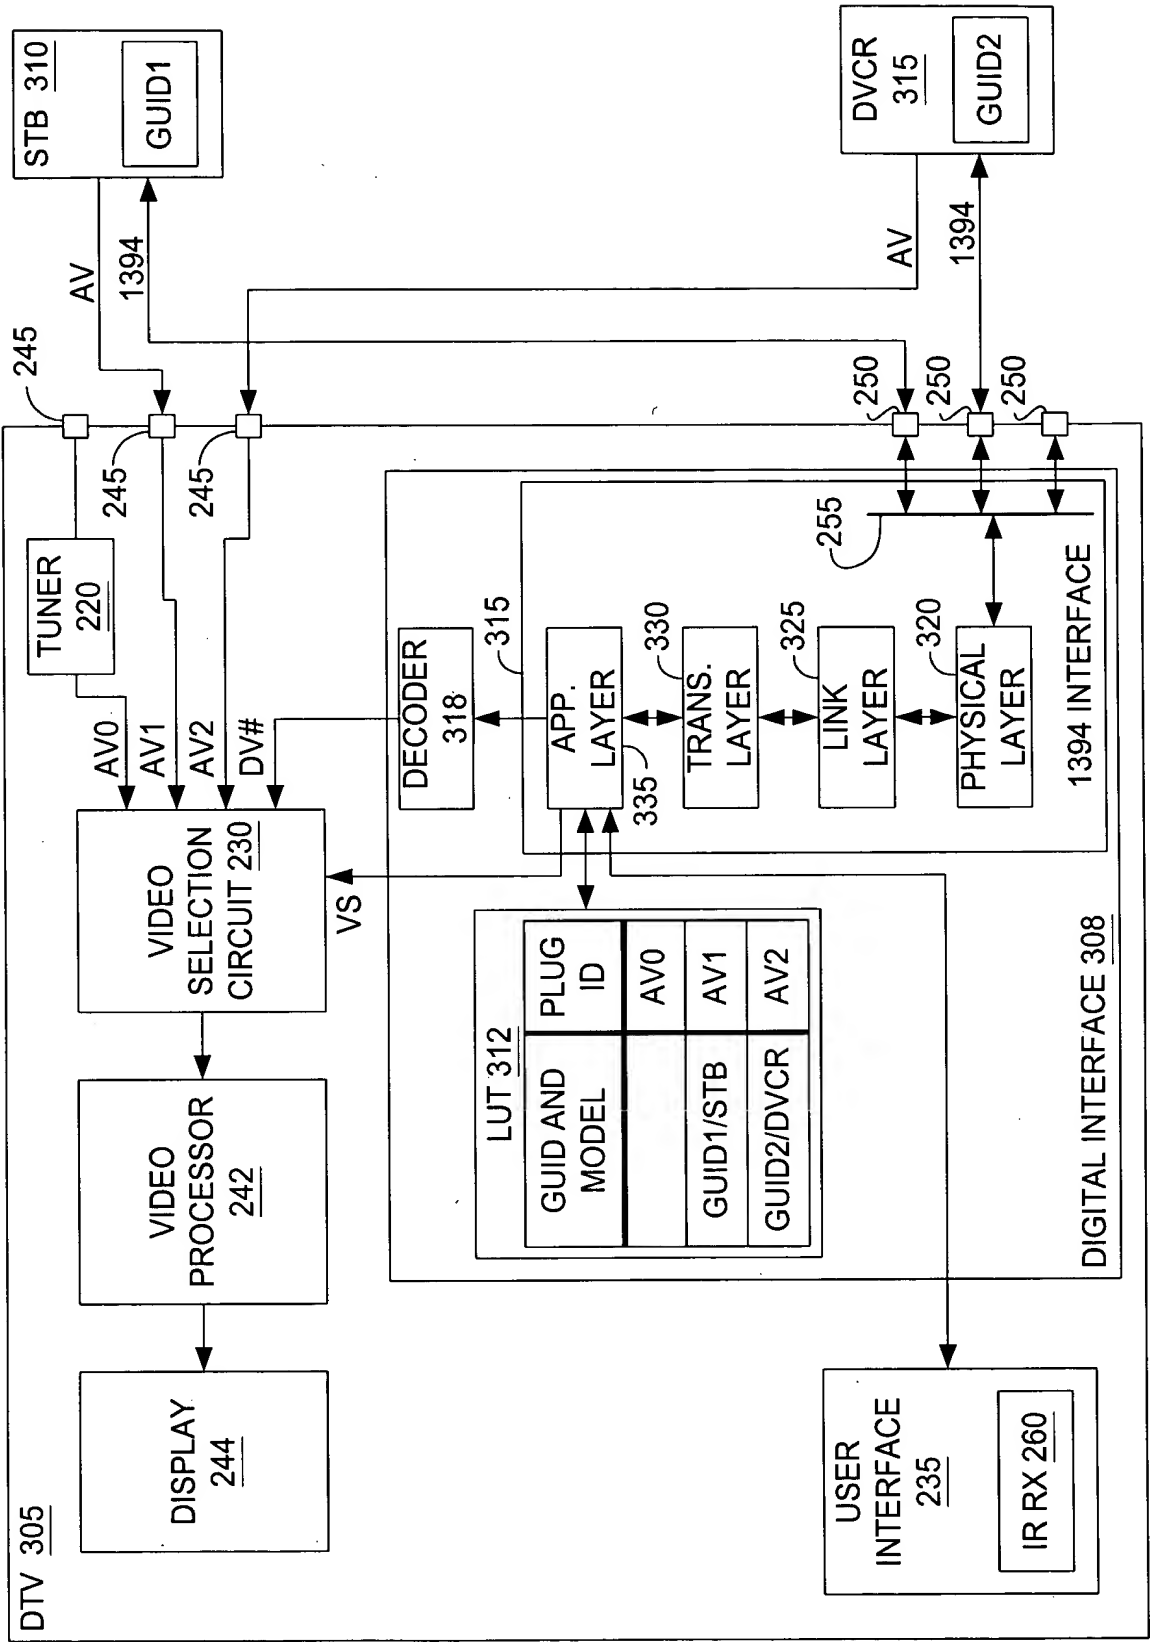 DTV 305
DISPLAY
244
VIDEO
PROCESSOR
242
VIDEO
SELECTION
CIRCUIT 230
AV0
AV1
AV2
DV#
VS
TUNER
220
245
245
245
AV
1394
STB 310
GUID1
USER
INTERFACE
235
IR RX 260
DIGITAL INTERFACE 308
LUT 312
GUID AND
MODEL
PLUG
ID
AV0
GUID1/STB
AV1
GUID2/DVCR
AV2
DECODER
318
315
APP.
LAYER
335
TRANS.
LAYER
330
LINK
LAYER
325
PHYSICAL
LAYER
320
1394 INTERFACE
255
250
250
250
AV
1394
DVCR
315
GUID2